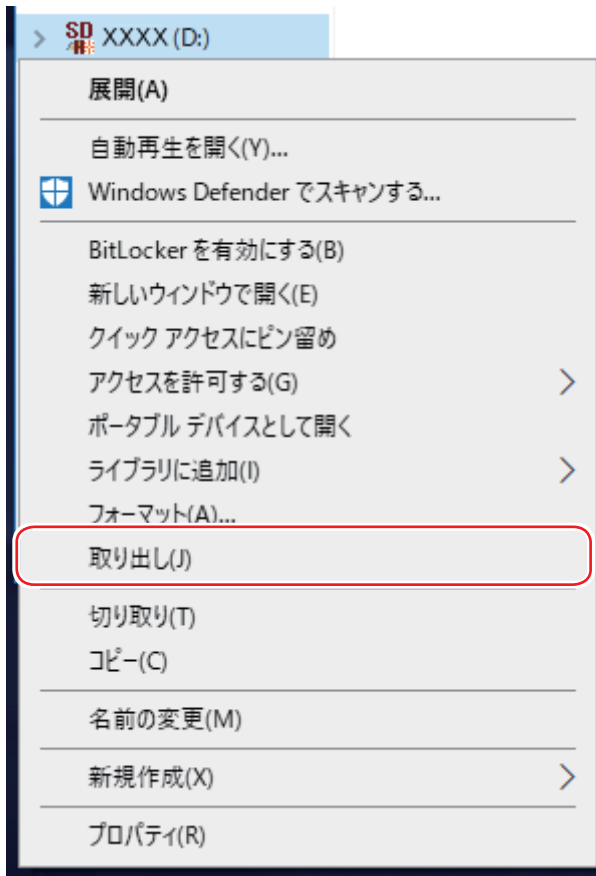 SD R XXXX (D:)
展開(A)
自動再生を開く(Y)...
Windows Defender でスキャンする...
BitLocker を有効にする(B)
新しいウィンドウで開く(E)
クイック アクセスにピン留め
アクセスを許可する(G)
ポータブル デバイスとして開く
ライブラリに追加(I)
フォーマット(A)...
取り出し(J)
切り取り(T)
コピー(C)
名前の変更(M)
新規作成(X)
プロパティ(R)